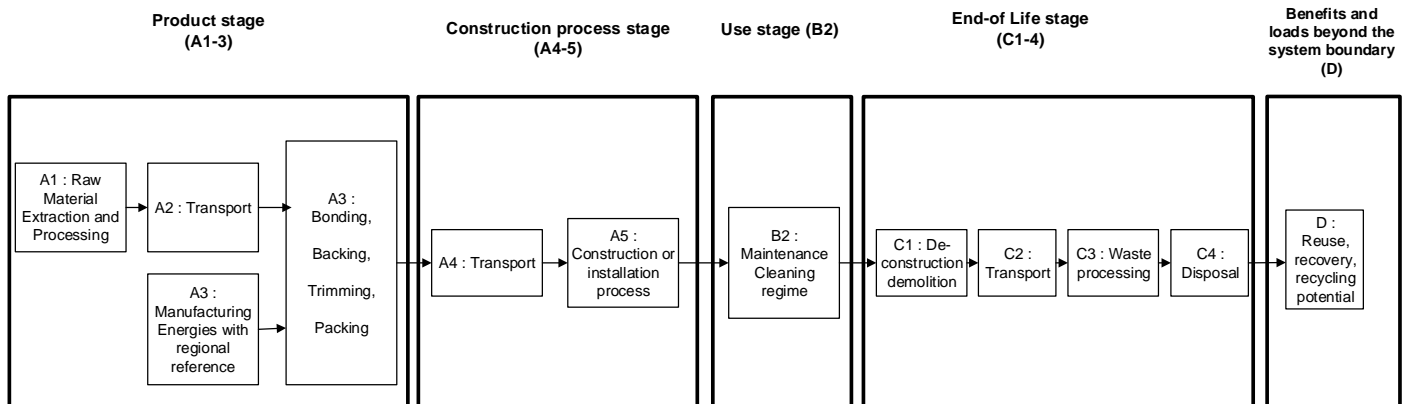 Product stage
(A1-3)
Construction process stage
(A4-5)
Use stage (B2)
End-of Life stage
(C1-4)
Benefits and
loads beyond the
system boundary
(D)
A1 : Raw
Material
Extraction and
Processing
A2 : Transport
A3 :
Manufacturing
Energies with
regional
reference
A3 :
Bonding,
Backing,
Trimming,
Packing
A4 : Transport
A5 :
Construction or
installation
process
B2 :
Maintenance
Cleaning
regime
C1 : De-
construction
demolition
C2 :
Transport
C3 : Waste
processing
C4 :
Disposal
D :
Reuse,
recovery,
recycling
potential